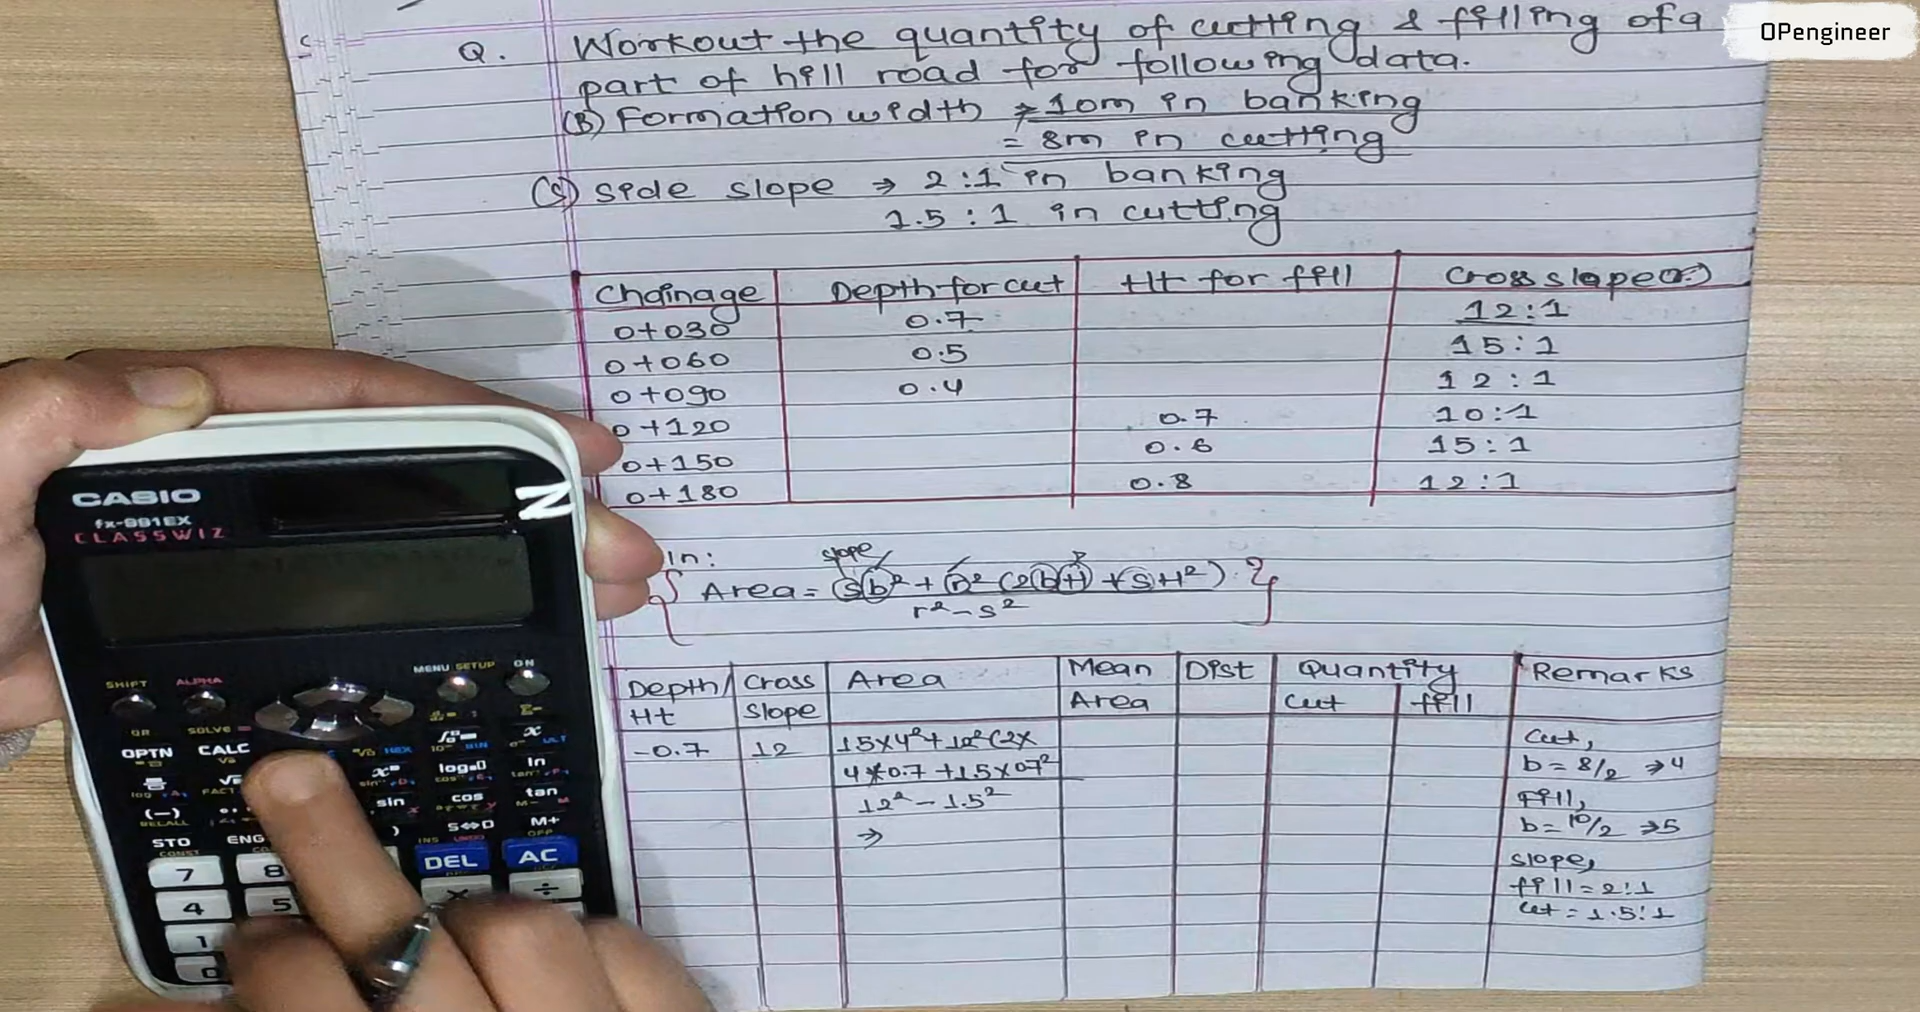 OPengineer
Q. Workout the quantity of cutting & filling of a
part of hill road for following data.
(B) Formation width ⇒ 10m in banking
= 8m in cutting
(S) side slope ⇒ 2:1 in banking
1.5:1 in cutting
Chainage Depth for cut Ht for fill Cross slope (r)
0+030 0.7 12:1
0+060 0.5 15:1
0+090 0.4 12:1
0+120 0.7 10:1
0+150 0.6 15:1
0+180 0.8 12:1
ln:
slope
{ Area = Sb² + r² (2bH + SH²) }
r² - s²
Depth/ Cross Area Mean Dist Quantity Remarks
Ht Slope Area Cut fill
-0.7 12 1.5x4² + 12² (2x Cut,
4x0.7 + 1.5x0.7² b = 8/2 → 4
12² - 1.5² Fill,
⇒ b = 10/2 → 5
slope,
fill = 2:1
Cut = 1.5:1
CASIO
fx-991EX
CLASSWIZ
SHIFT ALPHA MENU SETUP ON
OPTN CALC
SOLVE =
log ln
(−) sin cos tan
STO ENG ) S⇔D M+
7 8 DEL AC
4 5 × ÷
1
0